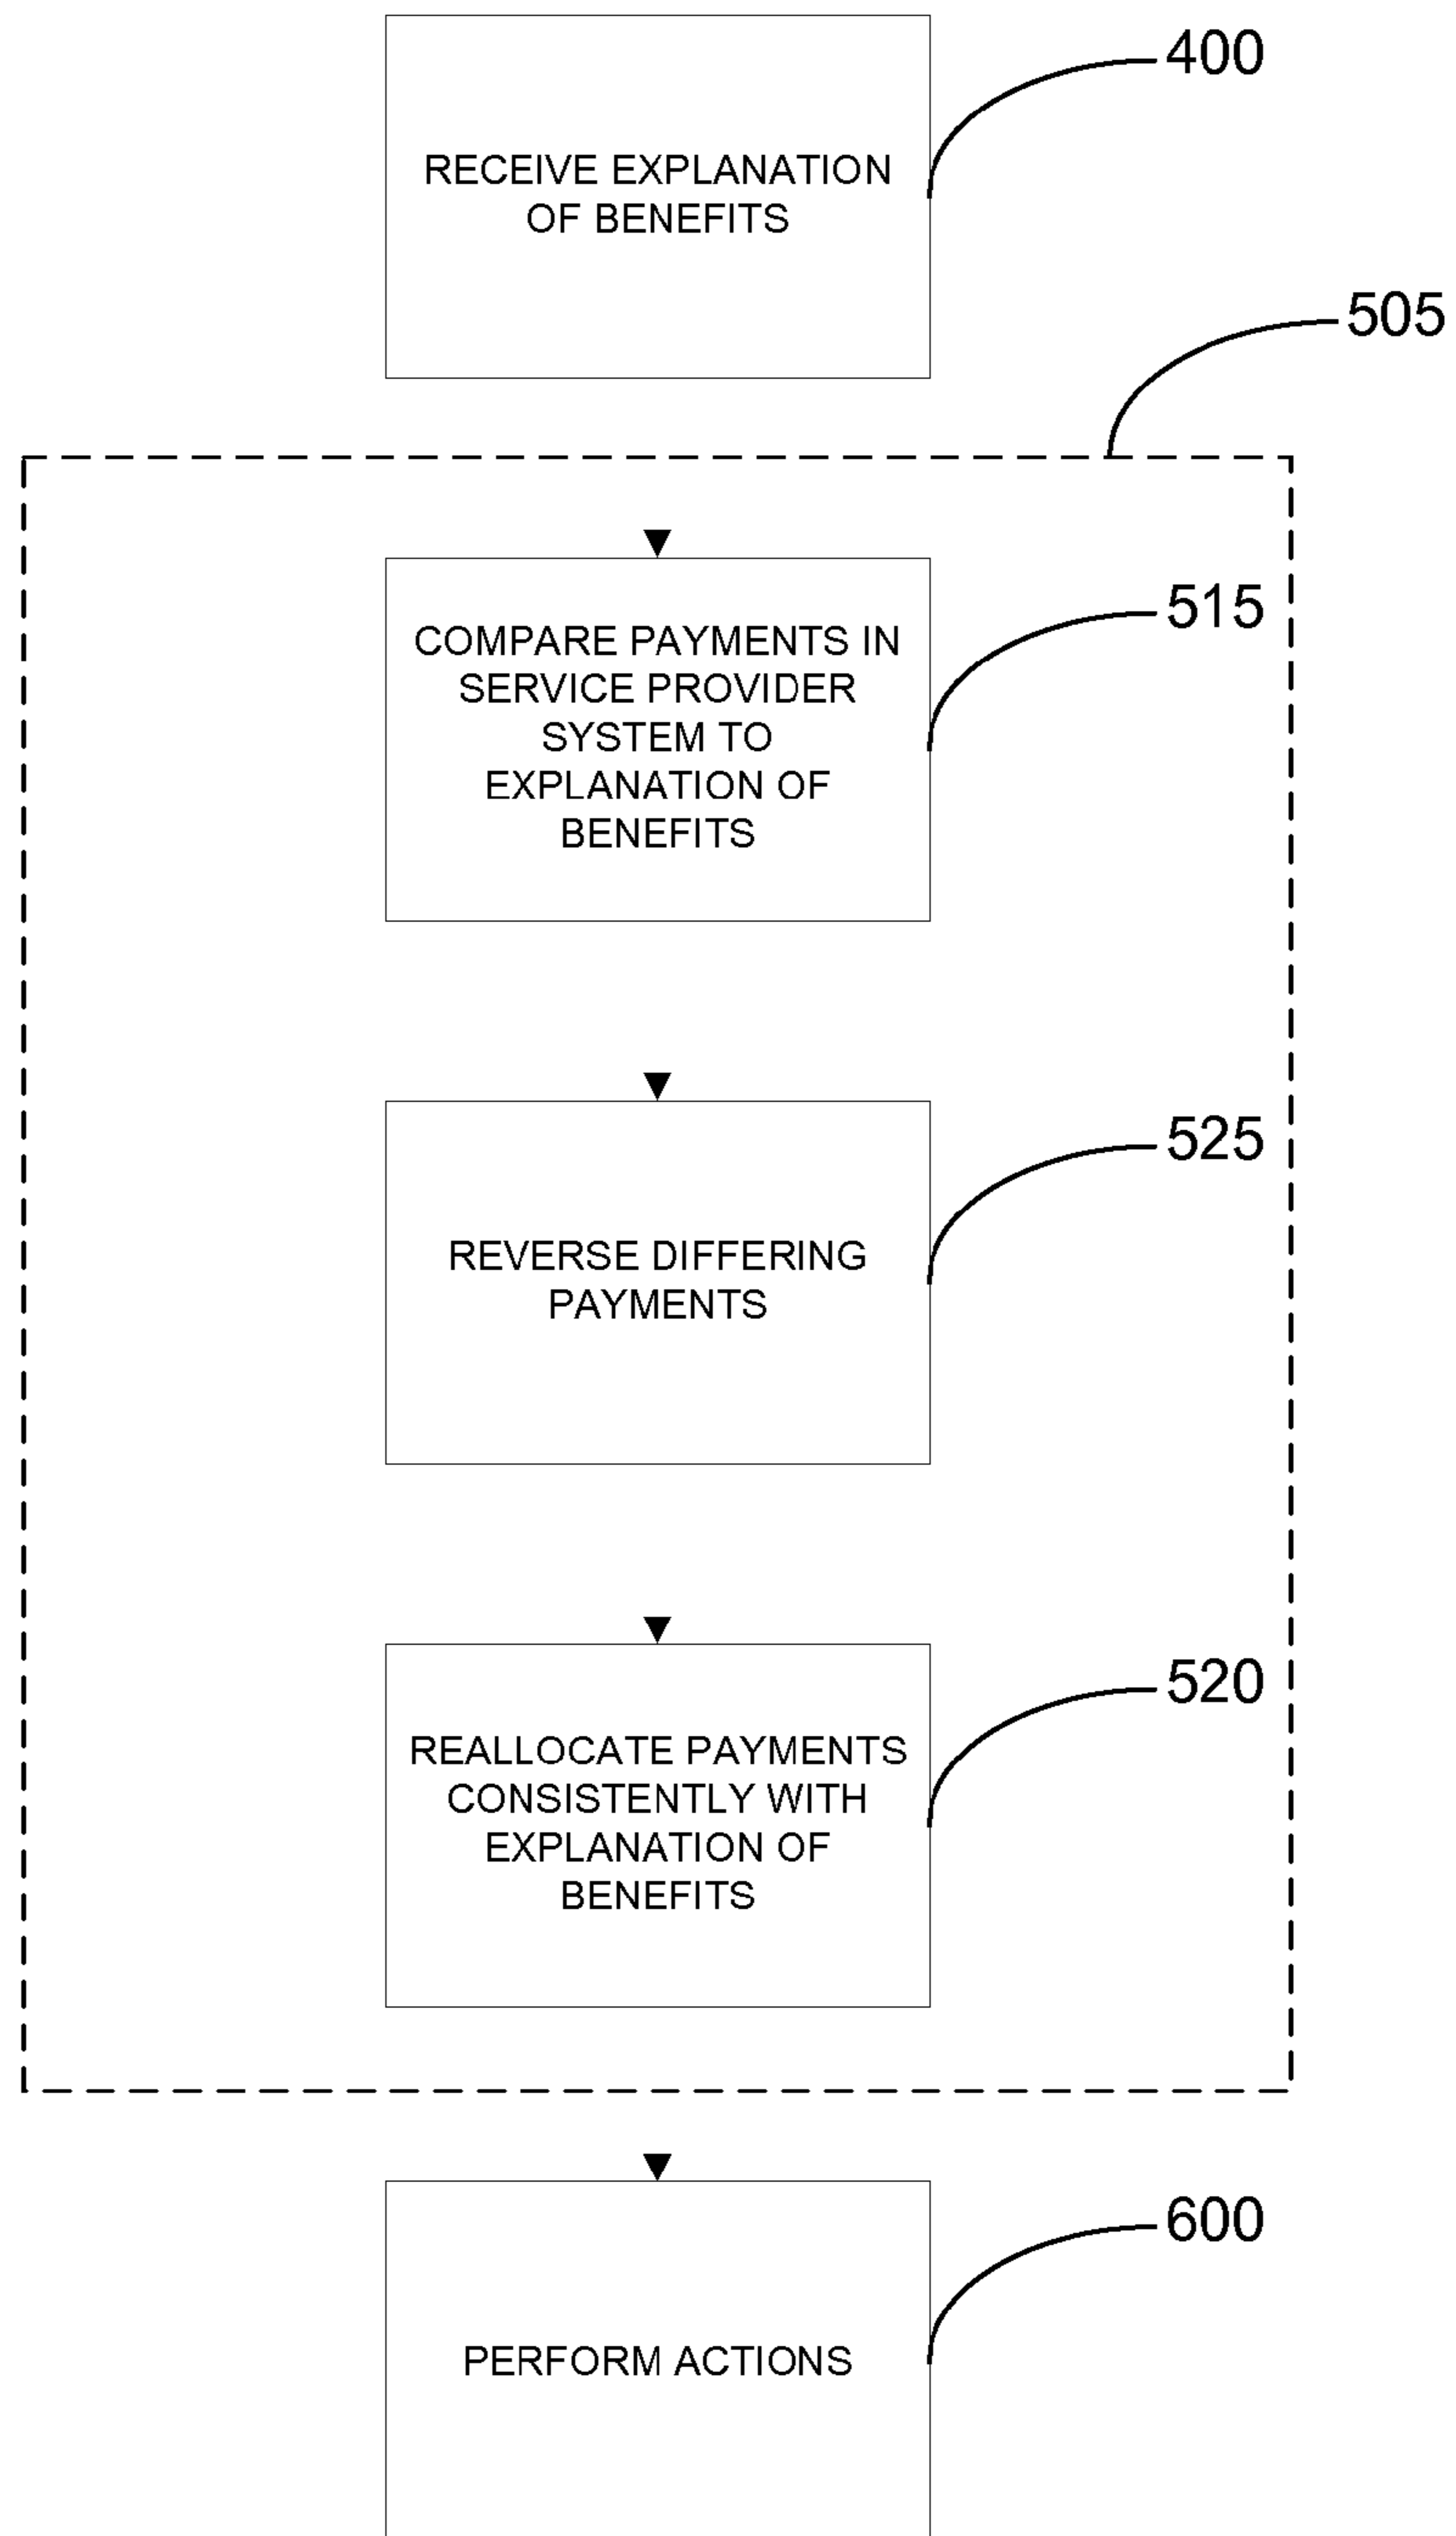 400
RECEIVE EXPLANATION
OF BENEFITS
505
515
COMPARE PAYMENTS IN
SERVICE PROVIDER
SYSTEM TO
EXPLANATION OF
BENEFITS
525
REVERSE DIFFERING
PAYMENTS
520
REALLOCATE PAYMENTS
CONSISTENTLY WITH
EXPLANATION OF
BENEFITS
600
PERFORM ACTIONS